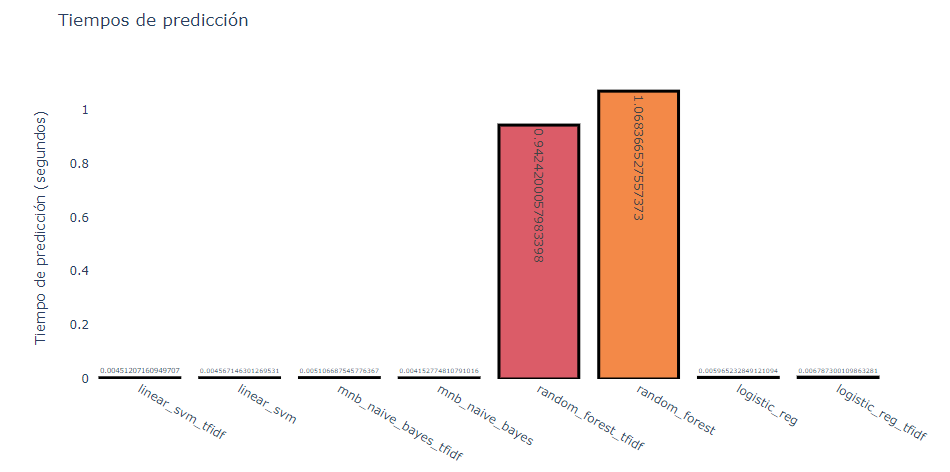 Tiempos de predicción
Tiempo de predicción (segundos)
1
0.8
0.6
0.4
0.2
0
0.00451207160949707
0.004567146301269531
0.005106687545776367
0.004152774810791016
0.9424200057983398
1.068366527557373
0.005965232849121094
0.006787300109863281
linear_svm_tfidf
linear_svm
mnb_naive_bayes_tfidf
mnb_naive_bayes
random_forest_tfidf
random_forest
logistic_reg
logistic_reg_tfidf